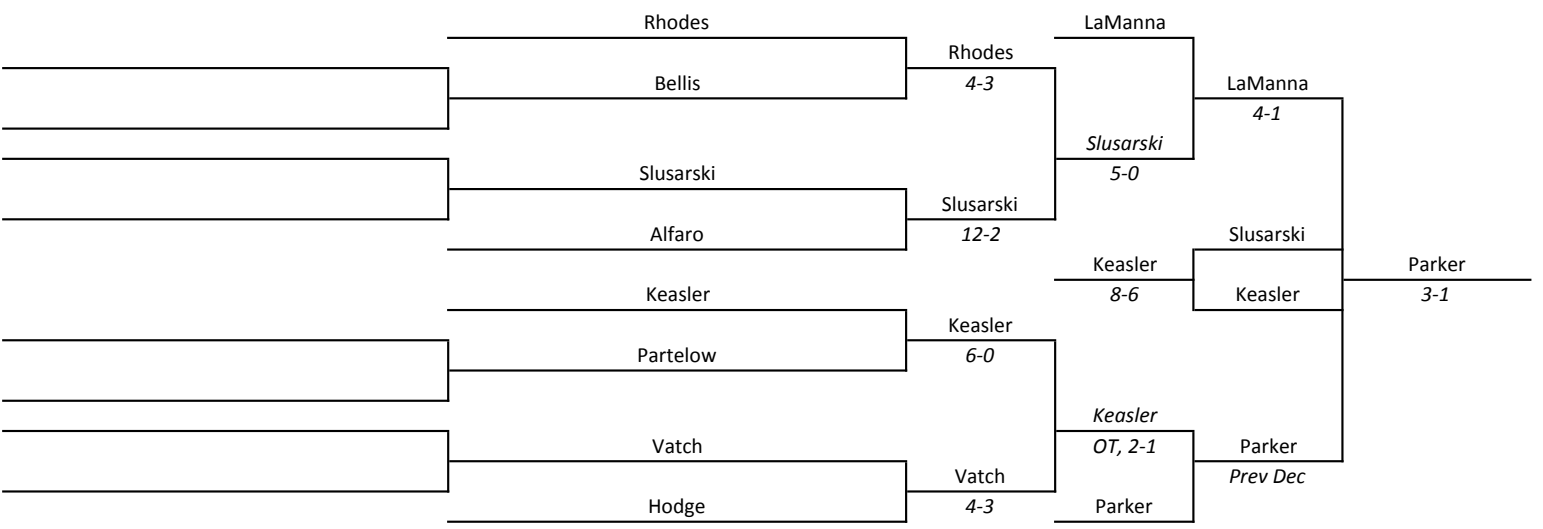 Rhodes
LaManna
Rhodes
4-3
Bellis
LaManna
4-1
Slusarski
5-0
Slusarski
Slusarski
12-2
Alfaro
Slusarski
Keasler
8-6
Parker
3-1
Keasler
Keasler
Keasler
6-0
Partelow
Keasler
OT, 2-1
Vatch
Parker
Prev Dec
Vatch
4-3
Hodge
Parker